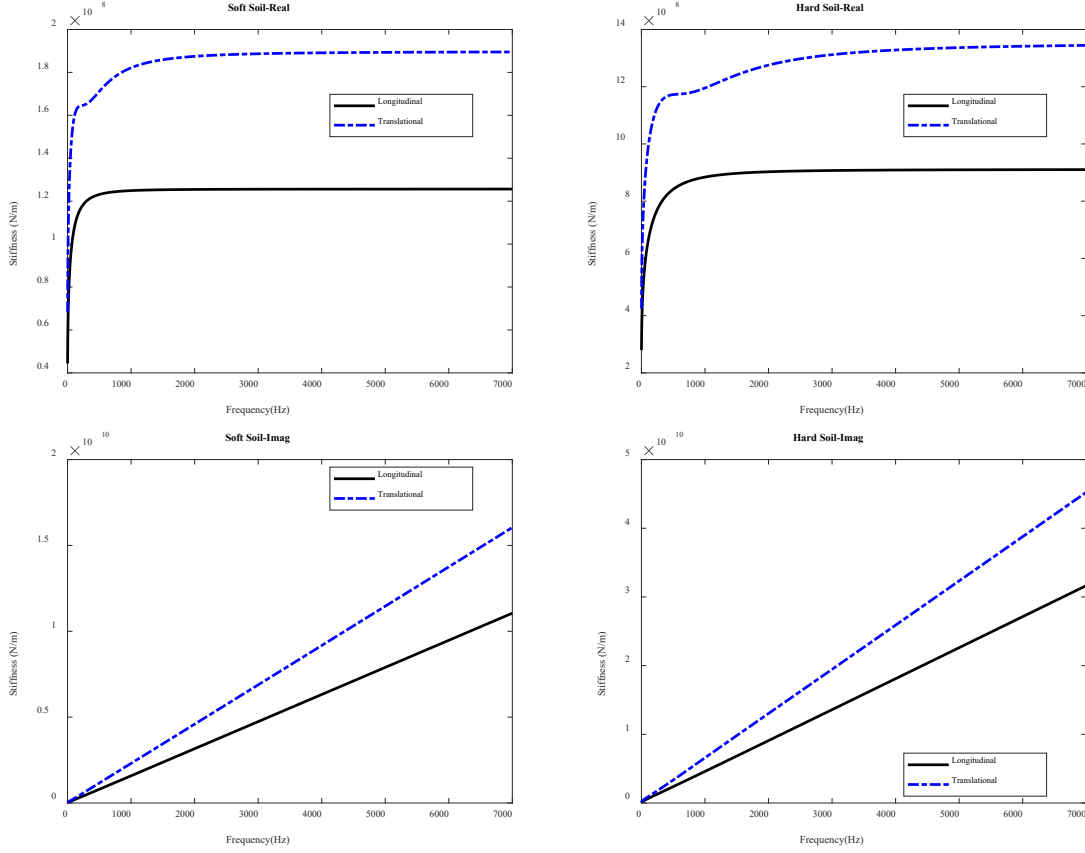 Soft Soil-Real
× 10 8
2
1.8
1.6
1.4
1.2
1
0.8
0.6
0.4
Stiffness (N/m)
Longitudinal
Translational
0 1000 2000 3000 4000 5000 6000 7000
Frequency(Hz)
Hard Soil-Real
× 10 8
14
12
10
8
6
4
2
Stiffness (N/m)
Longitudinal
Translational
0 1000 2000 3000 4000 5000 6000 7000
Frequency(Hz)
Soft Soil-Imag
× 10 10
2
1.5
1
0.5
0
Stiffness (N/m)
Longitudinal
Translational
0 1000 2000 3000 4000 5000 6000 7000
Frequency(Hz)
Hard Soil-Imag
× 10 10
5
4
3
2
1
0
Stiffness (N/m)
Longitudinal
Translational
0 1000 2000 3000 4000 5000 6000 7000
Frequency(Hz)